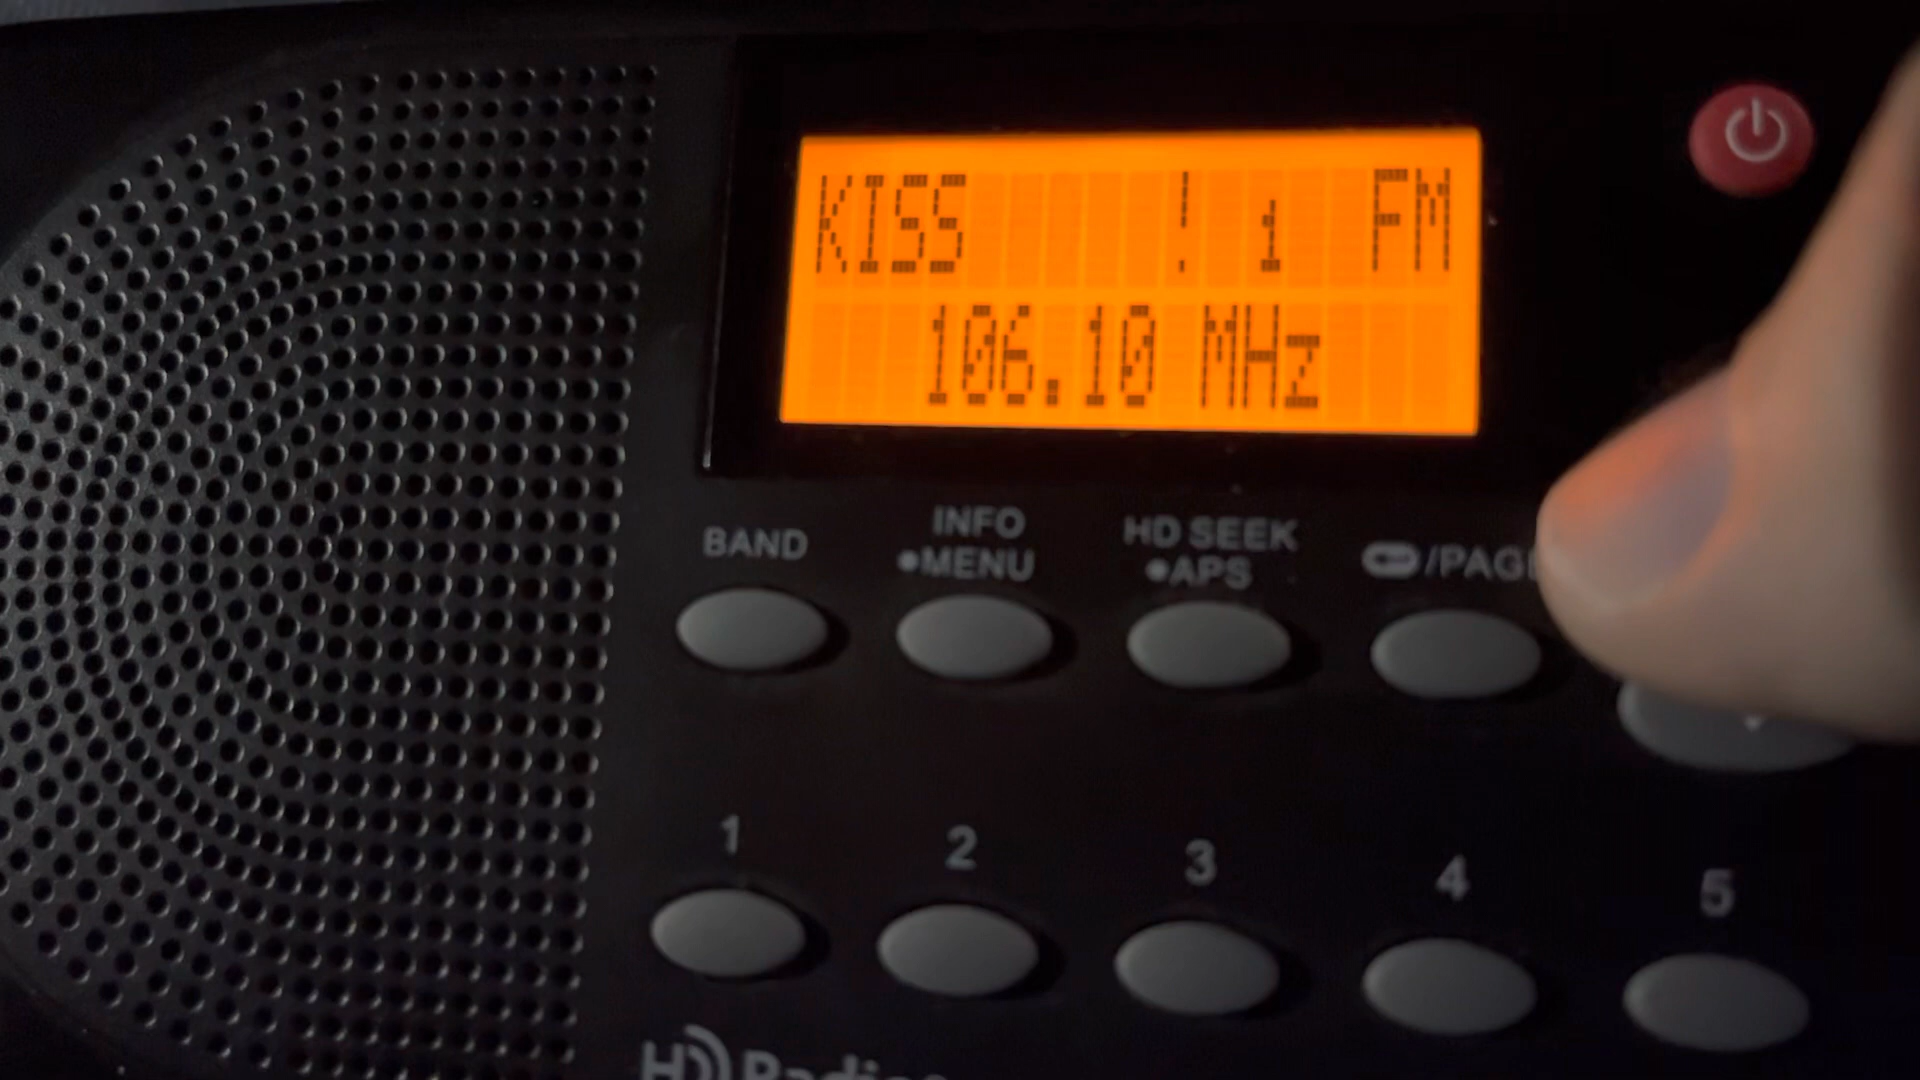 KISS ! 1 FM
106.10 MHz
BAND
INFO
•MENU
HD SEEK
•APS
/PAGE
1
2
3
4
5
HD Radio